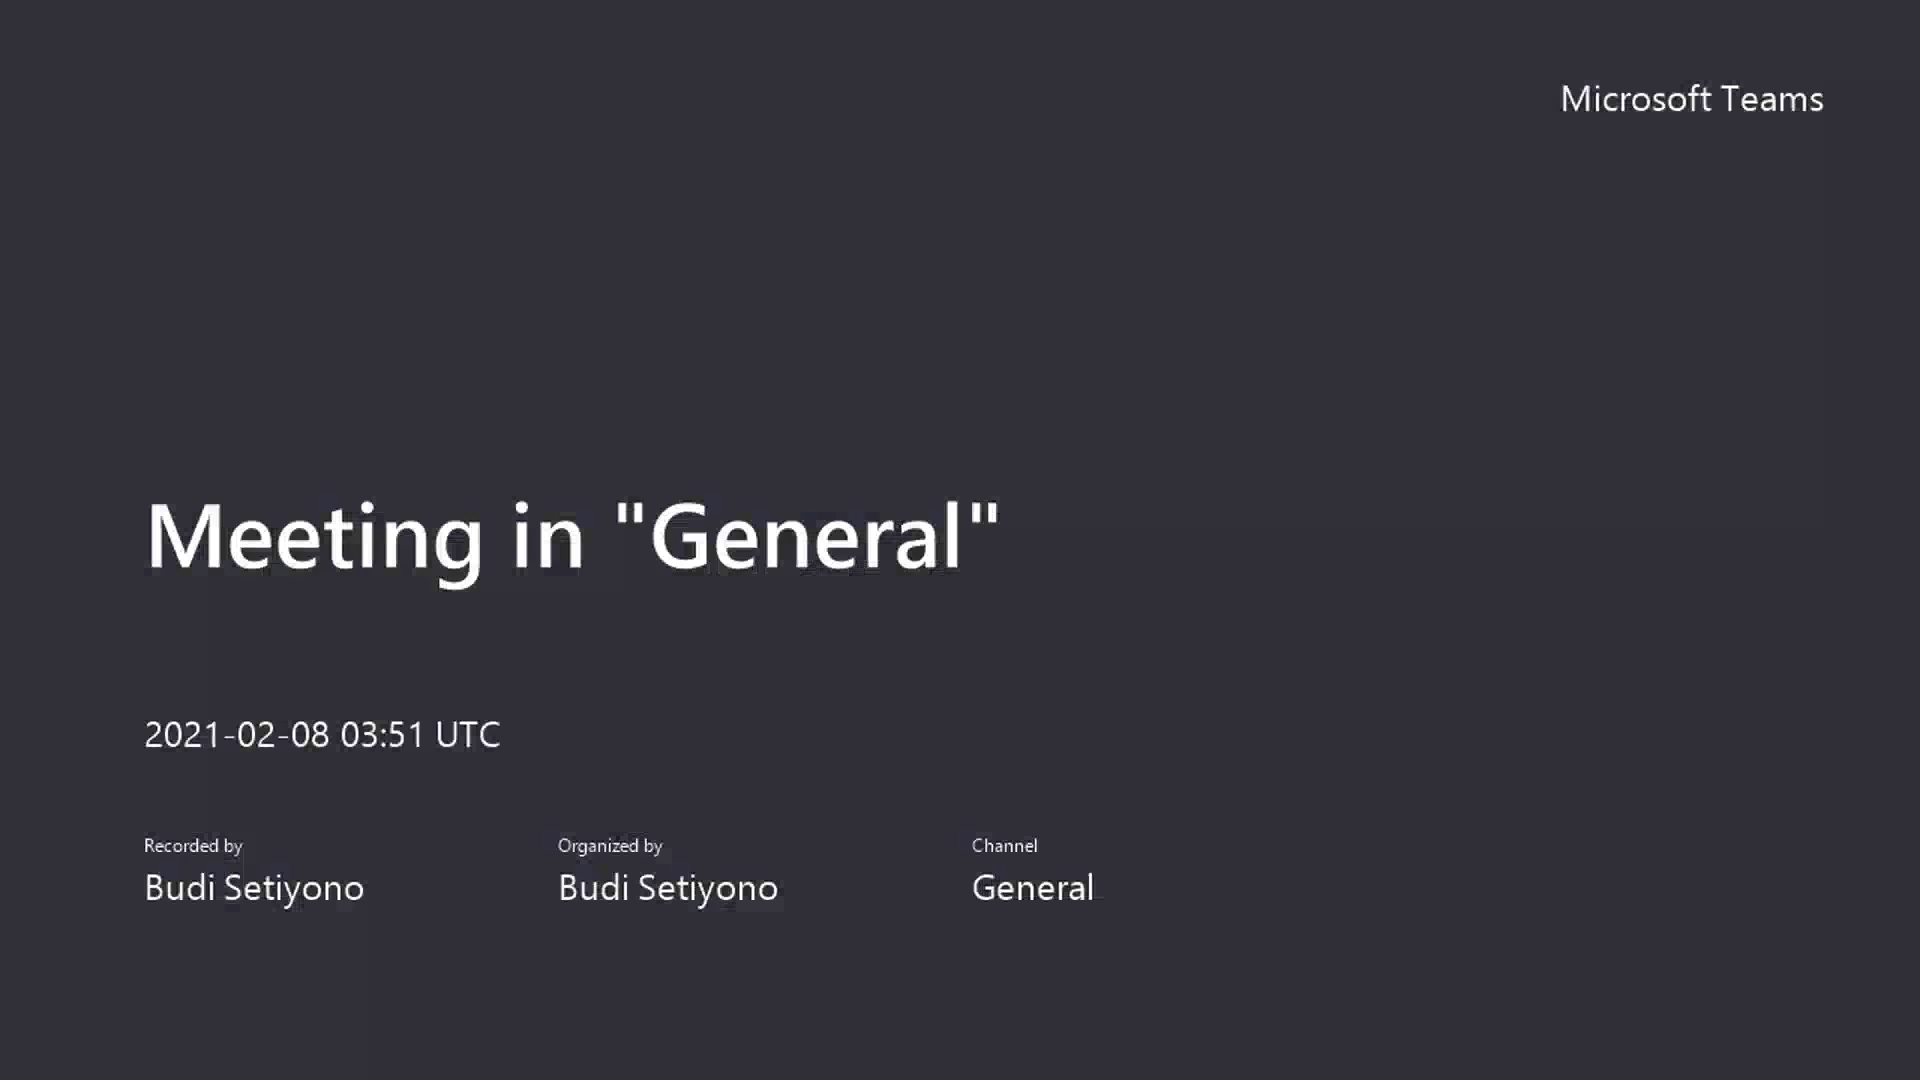 Microsoft Teams
Meeting in "General"
2021-02-08 03:51 UTC
Recorded by
Budi Setiyono
Organized by
Budi Setiyono
Channel
General